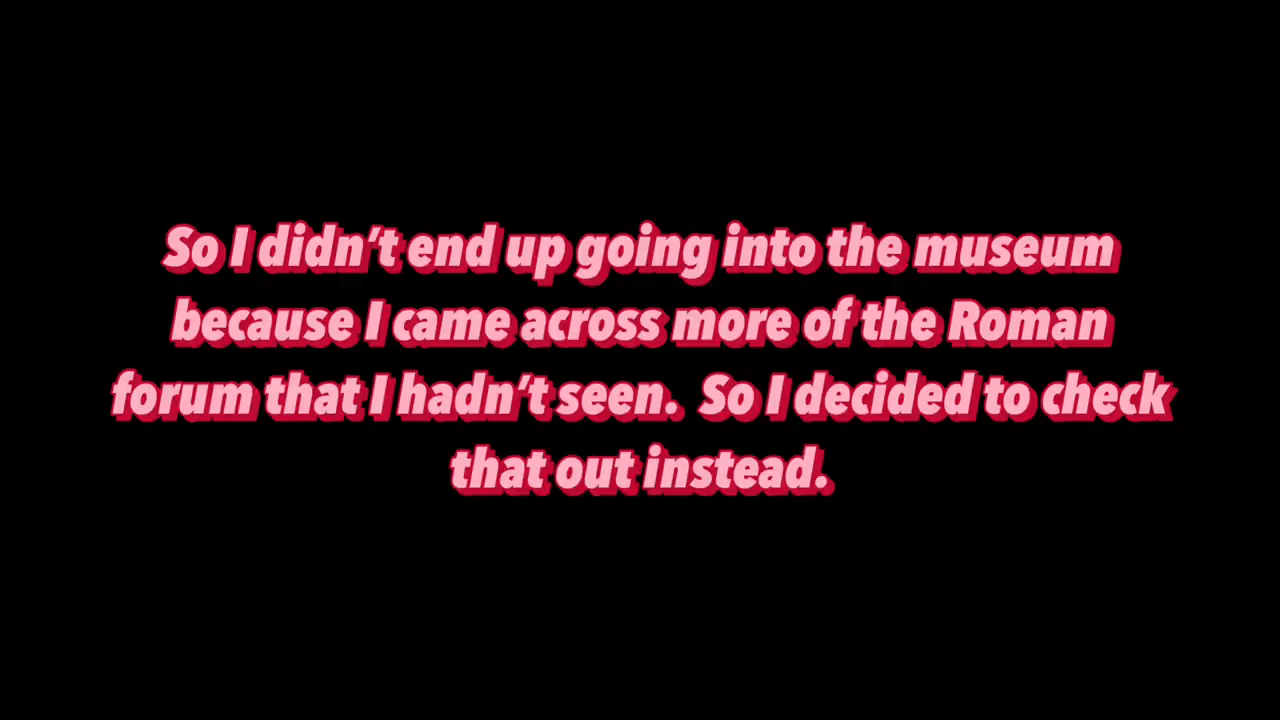 So I didn’t end up going into the museum
because I came across more of the Roman
forum that I hadn’t seen.  So I decided to check
that out instead.